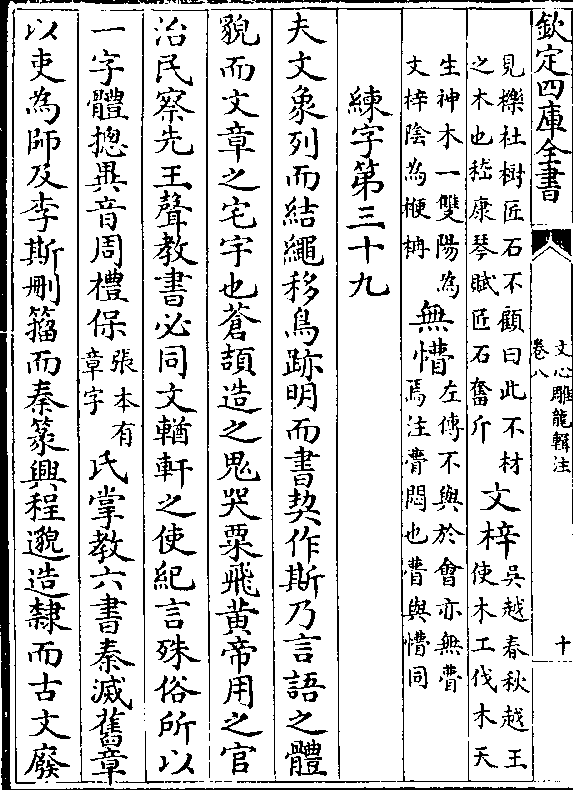 欽定四庫全書
文心雕龍輯注
卷八
十
見櫟社樹匠石不顧曰此不材
之木也嵇康琴賦匠石奮斤
文梓
吳越春秋越王
使木工伐木天
生神木一雙陽為
文梓陰為楩柟
無懵
左傳不與於會亦無瞢
焉注瞢悶也瞢與懵同
練字第三十九
夫文象列而結繩移鳥跡明而書契作斯乃言語之體
貌而文章之宅字也蒼頡造之鬼哭粟飛黃帝用之官
治民察先王聲教書必同文輶軒之使紀言殊俗所以
一字體摠異音周禮保
張本有
章字
氏掌教六書秦滅舊章
以吏為師及李斯刪籀而秦篆興程邈造隸而古文廢